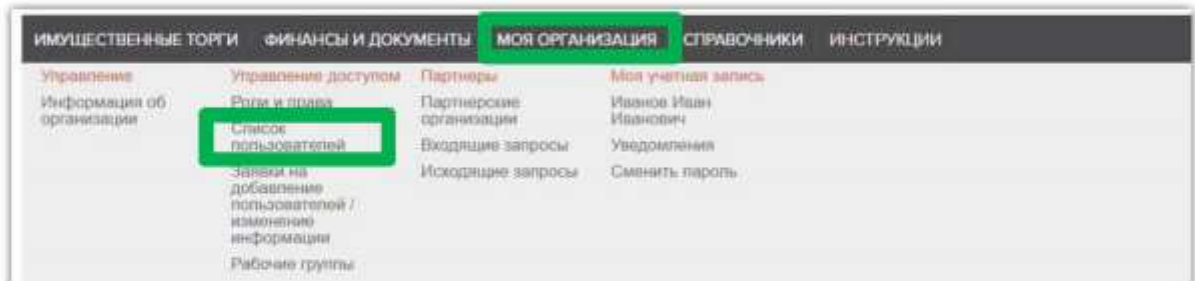 ИМУЩЕСТВЕННЫЕ ТОРГИ ФИНАНСЫ И ДОКУМЕНТЫ МОЯ ОРГАНИЗАЦИЯ СПРАВОЧНИКИ ИНСТРУКЦИИ
Управление
Информация об
организации
Управление доступом
Роли и права
Список
пользователей
Заявки на
добавление
пользователей /
изменение
информации
Рабочие группы
Партнеры
Партнерские
организации
Входящие запросы
Исходящие запросы
Моя учетная запись
Иванов Иван
Иванович
Уведомления
Сменить пароль